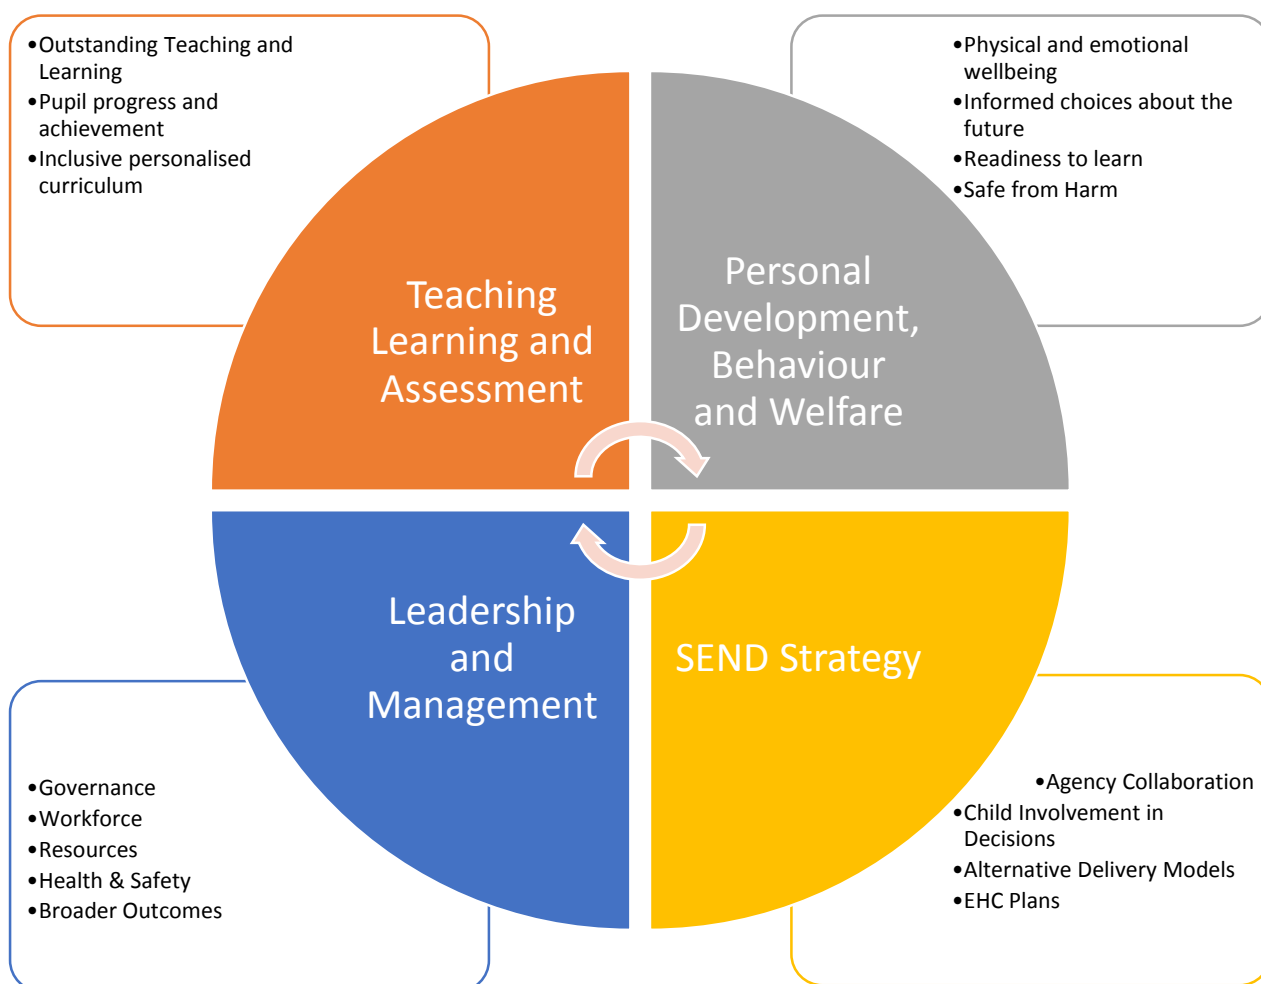 •Outstanding Teaching and
Learning
•Pupil progress and
achievement
•Inclusive personalised
curriculum
•Physical and emotional
wellbeing
•Informed choices about the
future
•Readiness to learn
•Safe from Harm
Teaching
Learning and
Assessment
Personal
Development,
Behaviour
and Welfare
Leadership
and
Management
SEND Strategy
•Governance
•Workforce
•Resources
•Health & Safety
•Broader Outcomes
•Agency Collaboration
•Child Involvement in
Decisions
•Alternative Delivery Models
•EHC Plans